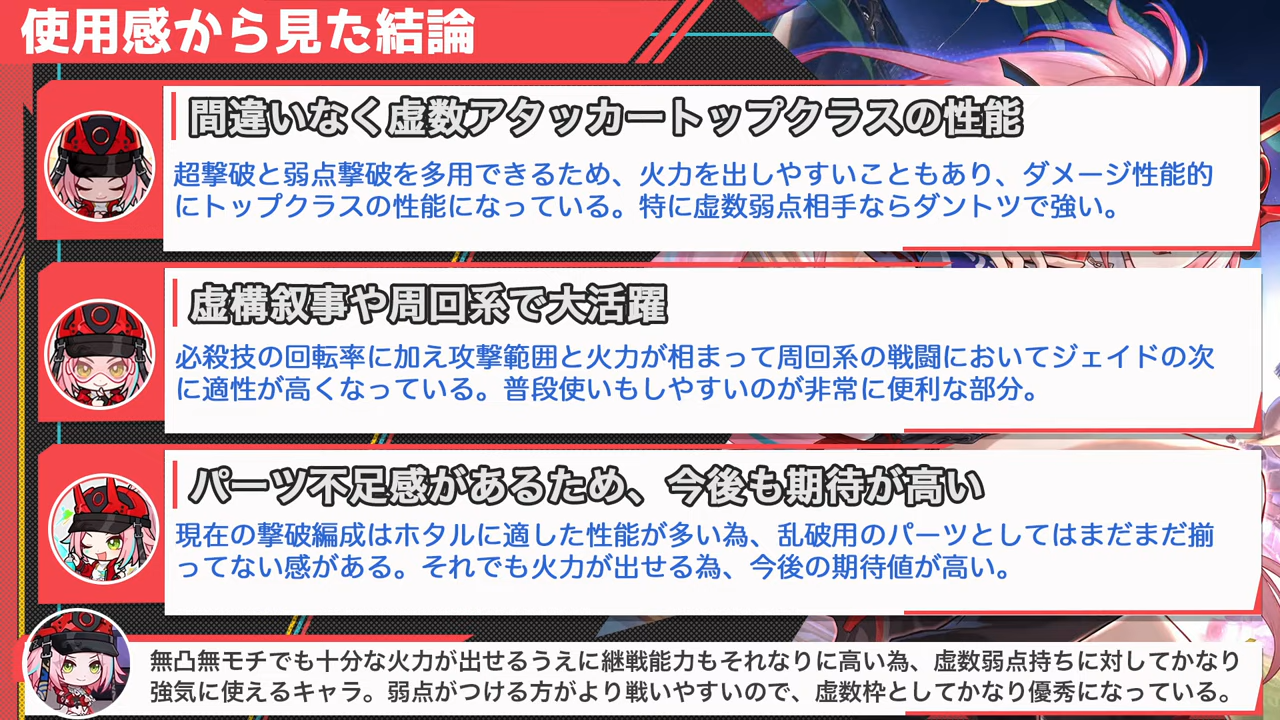 使用感から見た結論
間違いなく虚数アタッカートップクラスの性能
超撃破と弱点撃破を多用できるため、火力を出しやすいこともあり、ダメージ性能的
にトップクラスの性能になっている。特に虚数弱点相手ならダントツで強い。
虚構叙事や周回系で大活躍
必殺技の回転率に加え攻撃範囲と火力が相まって周回系の戦闘においてジェイドの次
に適性が高くなっている。普段使いもしやすいのが非常に便利な部分。
パーツ不足感があるため、今後も期待が高い
現在の撃破編成はホタルに適した性能が多い為、乱破用のパーツとしてはまだまだ揃
ってない感がある。それでも火力が出せる為、今後の期待値が高い。
無凸無モチでも十分な火力が出せるうえに継戦能力もそれなりに高い為、虚数弱点持ちに対してかなり
強気に使えるキャラ。弱点がつける方がより戦いやすいので、虚数枠としてかなり優秀になっている。